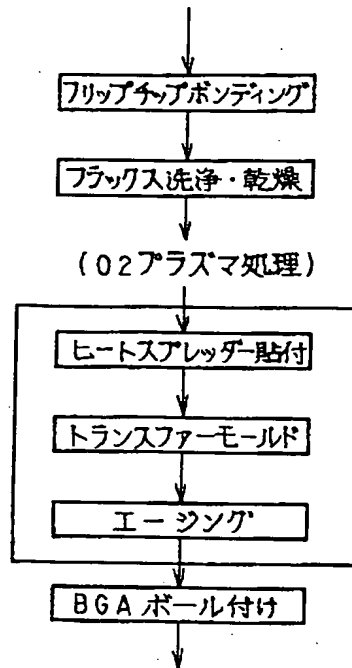 フリップチップボンディング
フラックス洗浄・乾燥
(O2プラズマ処理)
ヒートスプレッダー貼付
トランスファーモールド
エージング
BGAボール付け